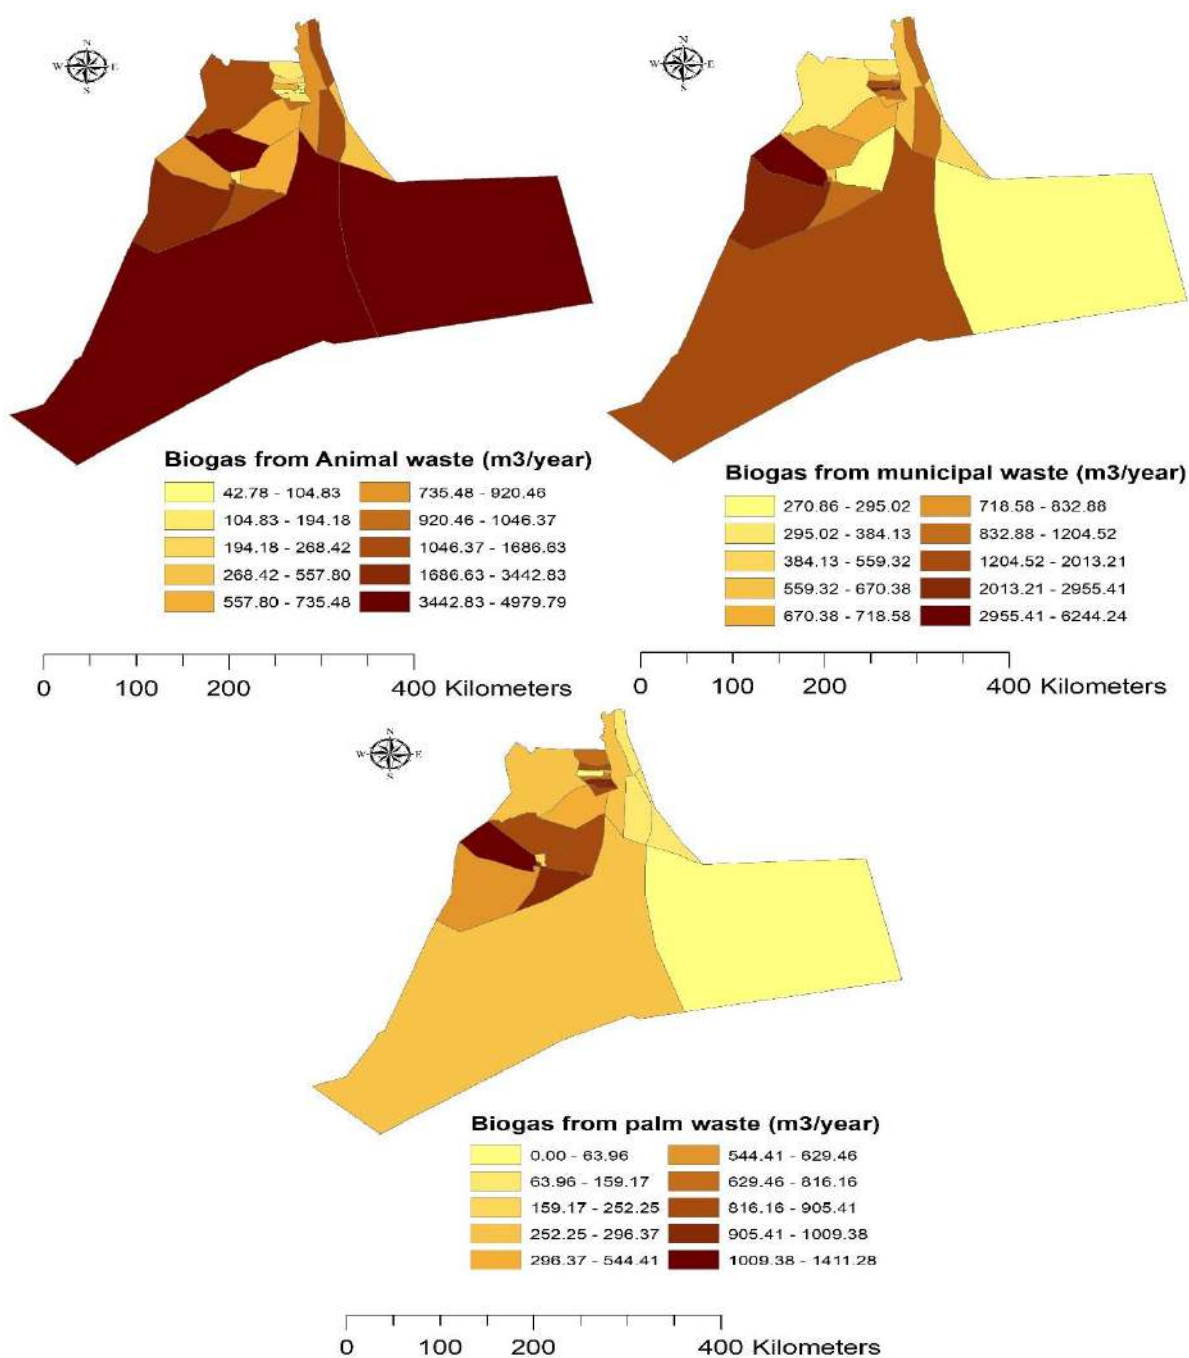 N
W E
S
N
W E
S
Biogas from Animal waste (m3/year)
42.78 - 104.83 735.48 - 920.46
104.83 - 194.18 920.46 - 1046.37
194.18 - 268.42 1046.37 - 1686.63
268.42 - 557.80 1686.63 - 3442.83
557.80 - 735.48 3442.83 - 4979.79
0 100 200 400 Kilometers
Biogas from municipal waste (m3/year)
270.86 - 295.02 718.58 - 832.88
295.02 - 384.13 832.88 - 1204.52
384.13 - 559.32 1204.52 - 2013.21
559.32 - 670.38 2013.21 - 2955.41
670.38 - 718.58 2955.41 - 6244.24
0 100 200 400 Kilometers
N
W E
S
Biogas from palm waste (m3/year)
0.00 - 63.96 544.41 - 629.46
63.96 - 159.17 629.46 - 816.16
159.17 - 252.25 816.16 - 905.41
252.25 - 296.37 905.41 - 1009.38
296.37 - 544.41 1009.38 - 1411.28
0 100 200 400 Kilometers